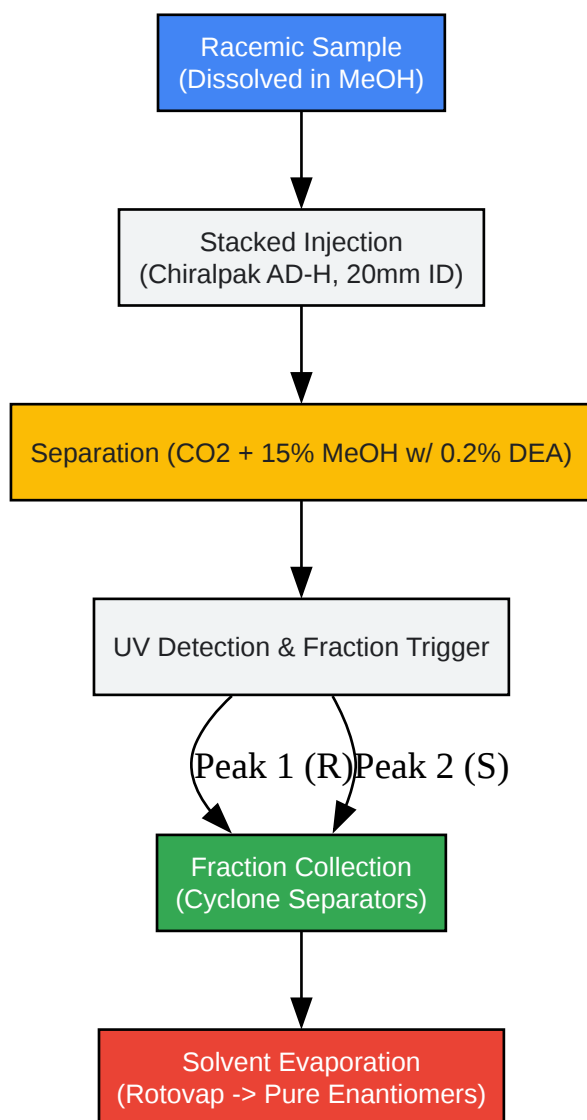 Racemic Sample
(Dissolved in MeOH)
Stacked Injection
(Chiralpak AD-H, 20mm ID)
Separation (CO2 + 15% MeOH w/ 0.2% DEA)
UV Detection & Fraction Trigger
Peak 1 (R)
Peak 2 (S)
Fraction Collection
(Cyclone Separators)
Solvent Evaporation
(Rotovap -> Pure Enantiomers)